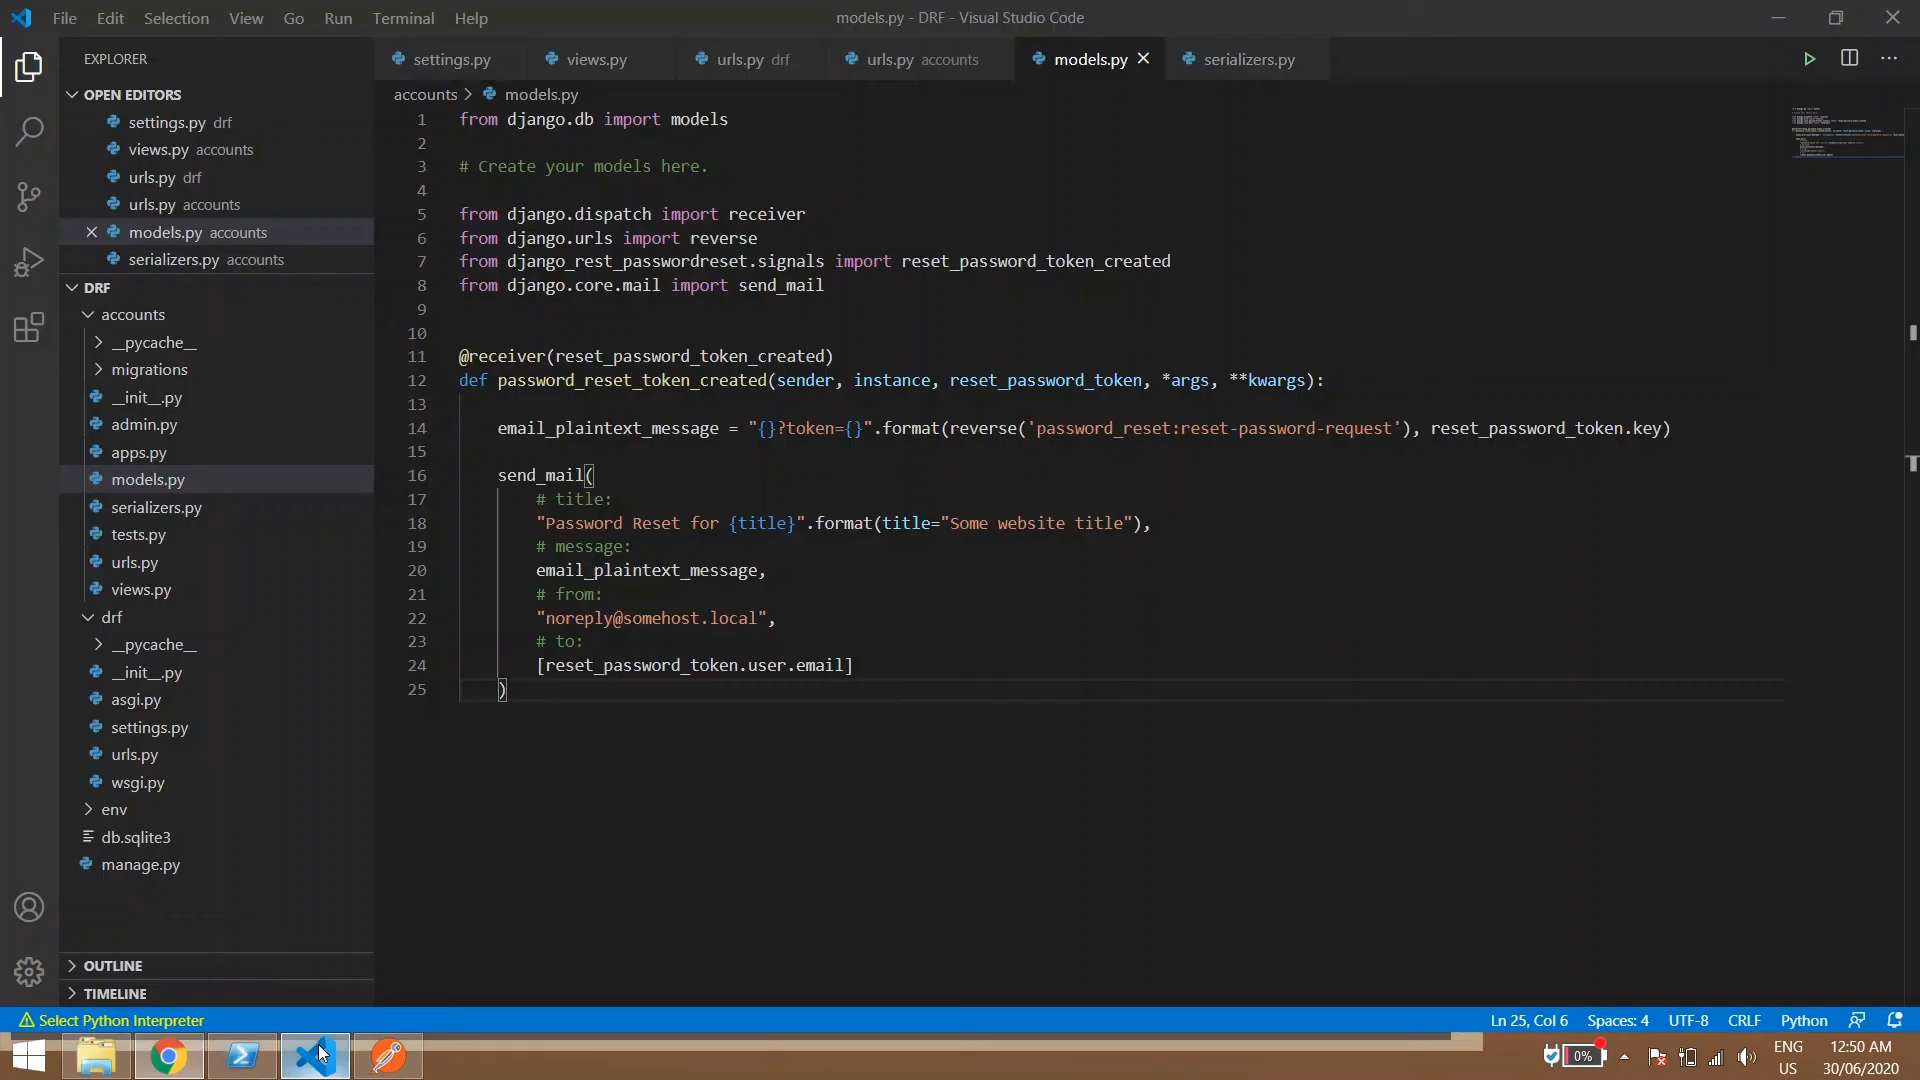 File Edit Selection View Go Run Terminal Help
models.py - DRF - Visual Studio Code
EXPLORER
OPEN EDITORS
settings.py drf
views.py accounts
urls.py drf
urls.py accounts
models.py accounts
serializers.py accounts
DRF
accounts
__pycache__
migrations
__init__.py
admin.py
apps.py
models.py
serializers.py
tests.py
urls.py
views.py
drf
__pycache__
__init__.py
asgi.py
settings.py
urls.py
wsgi.py
env
db.sqlite3
manage.py
OUTLINE
TIMELINE
settings.py views.py urls.py drf urls.py accounts models.py serializers.py
accounts > models.py
1 from django.db import models
2
3 # Create your models here.
4
5 from django.dispatch import receiver
6 from django.urls import reverse
7 from django_rest_passwordreset.signals import reset_password_token_created
8 from django.core.mail import send_mail
9
10
11 @receiver(reset_password_token_created)
12 def password_reset_token_created(sender, instance, reset_password_token, *args, **kwargs):
13
14 email_plaintext_message = "{}?token={}".format(reverse('password_reset:reset-password-request'), reset_password_token.key)
15
16 send_mail(
17 # title:
18 "Password Reset for {title}".format(title="Some website title"),
19 # message:
20 email_plaintext_message,
21 # from:
22 "noreply@somehost.local",
23 # to:
24 [reset_password_token.user.email]
25 )
Select Python Interpreter
Ln 25, Col 6 Spaces: 4 UTF-8 CRLF Python
0%
ENG
US
12:50 AM
30/06/2020